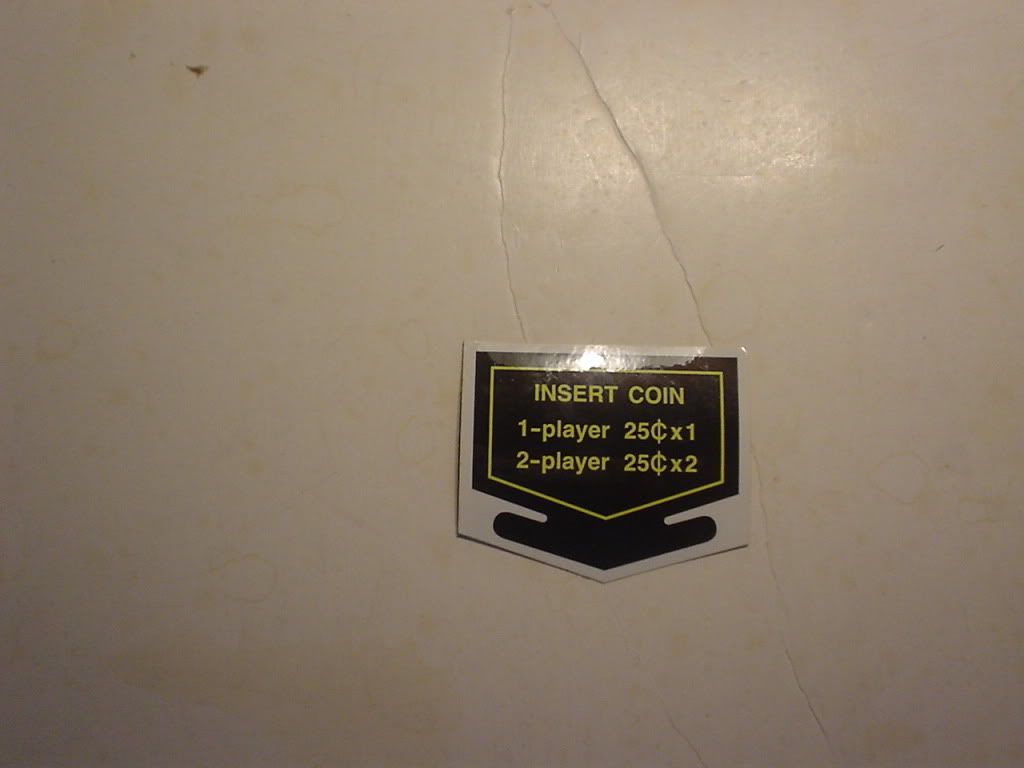 INSERT COIN
1-player 25¢x1
2-player 25¢x2